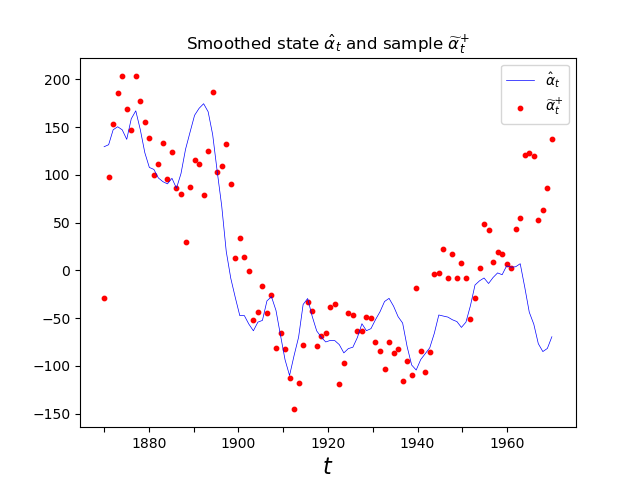 Smoothed state α̂ₜ and sample α̃ₜ⁺
200
150
100
50
0
−50
−100
−150
α̂ₜ
α̃ₜ⁺
1880 1900 1920 1940 1960
t